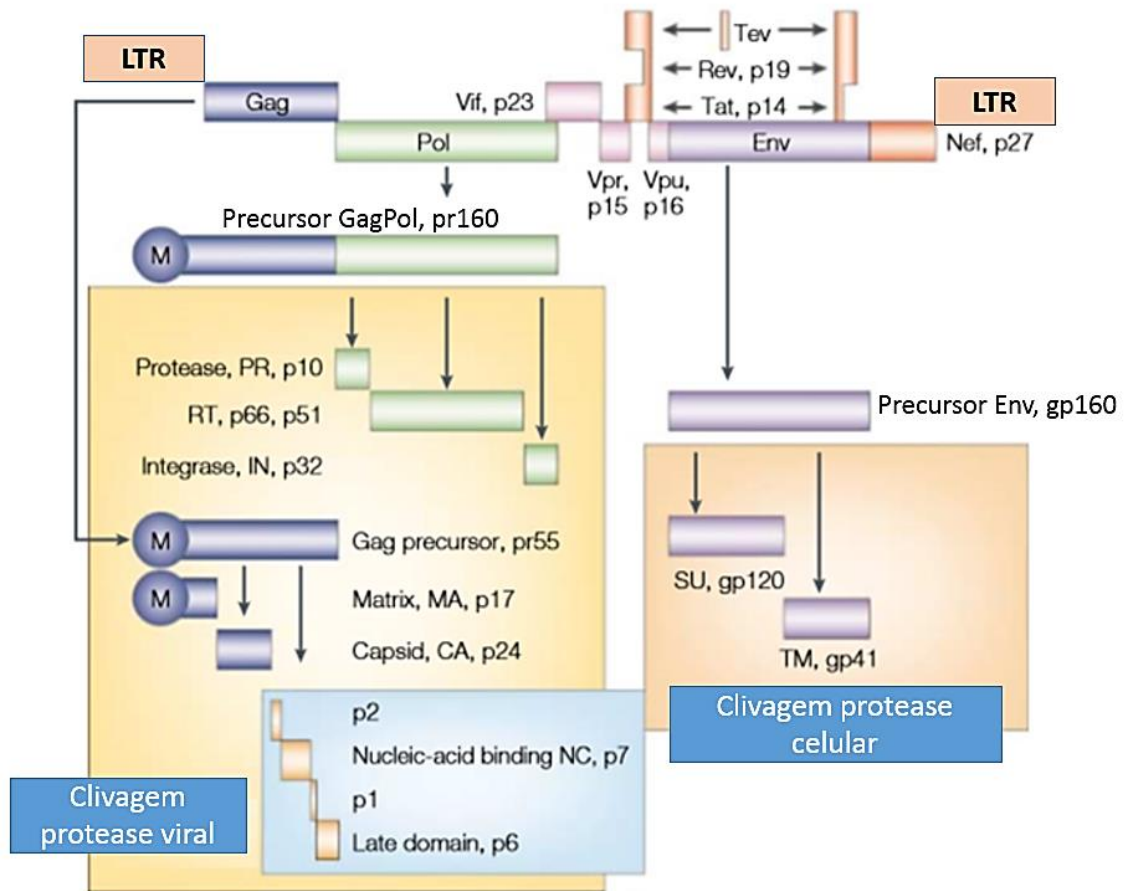 LTR
Gag
Pol
Vif, p23
Tev
Rev, p19
Tat, p14
Env
LTR
Nef, p27
Vpr,
p15
Vpu,
p16
Precursor GagPol, pr160
M
Protease, PR, p10
RT, p66, p51
Integrase, IN, p32
M
Gag precursor, pr55
M
Matrix, MA, p17
Capsid, CA, p24
p2
Nucleic-acid binding NC, p7
p1
Late domain, p6
Clivagem
protease viral
Precursor Env, gp160
SU, gp120
TM, gp41
Clivagem protease
celular